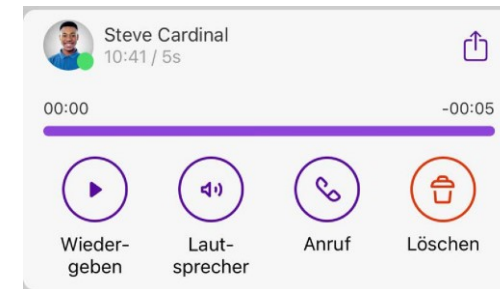 Steve Cardinal
10:41 / 5s
00:00 -00:05
Wieder-
geben
Laut-
sprecher
Anruf
Löschen